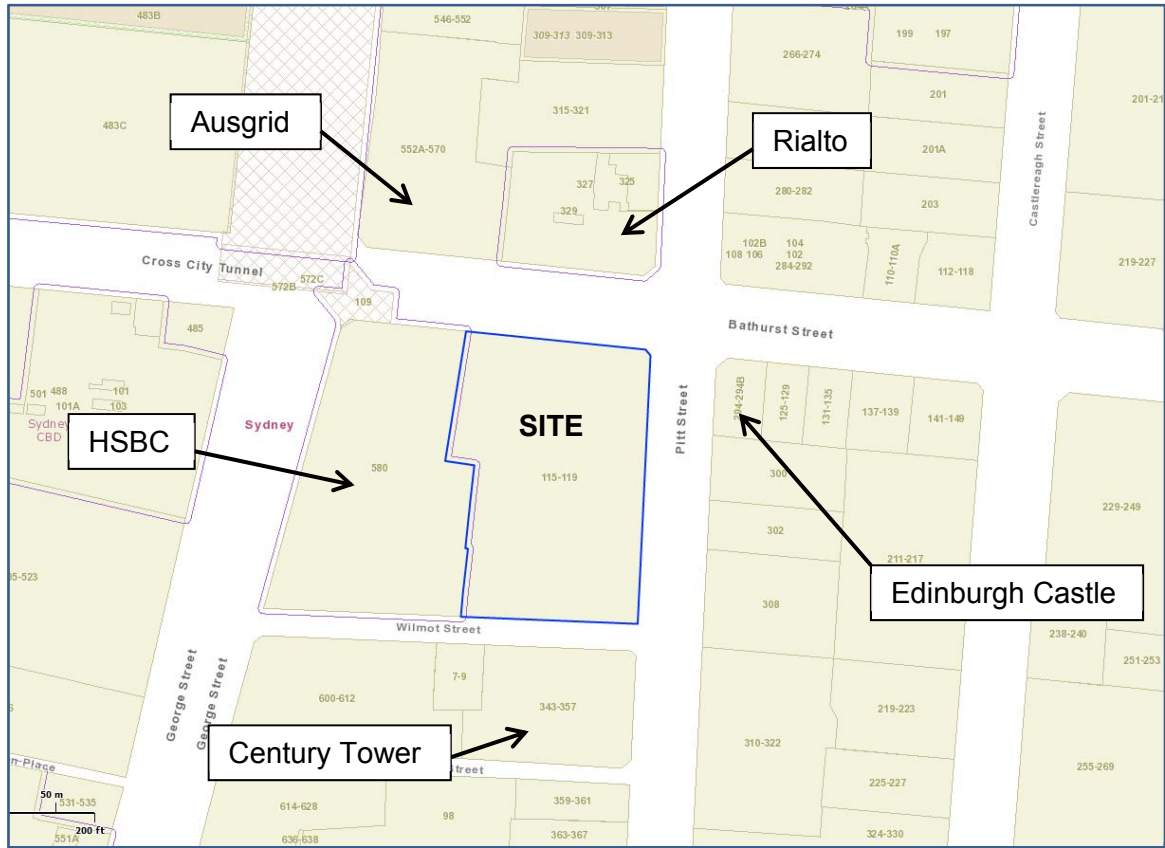 483B
546-552
309-313 309-313
266-274
199 197
201
201-21
483C
Ausgrid
315-321
Rialto
552A-570
201A
Castlereagh Street
327 325
280-282
203
329
102B 104
108 106 102
284-292
110-110A
112-118
219-227
Cross City Tunnel
572C
572B
109
485
Bathurst Street
501 488 101
101A 103
Sydney
CBD
Sydney
HSBC
580
SITE
115-119
Pitt Street
294-294B
125-129
131-135
137-139
141-149
300
302
211-217
229-249
05-523
308
Edinburgh Castle
238-240
251-253
Wilmot Street
George Street
George Street
600-612
7-9
343-357
219-223
Century Tower
310-322
255-269
n Place
Street
225-227
50 m
531-535
200 ft
551A
614-628
98
359-361
636-638
363-367
324-330